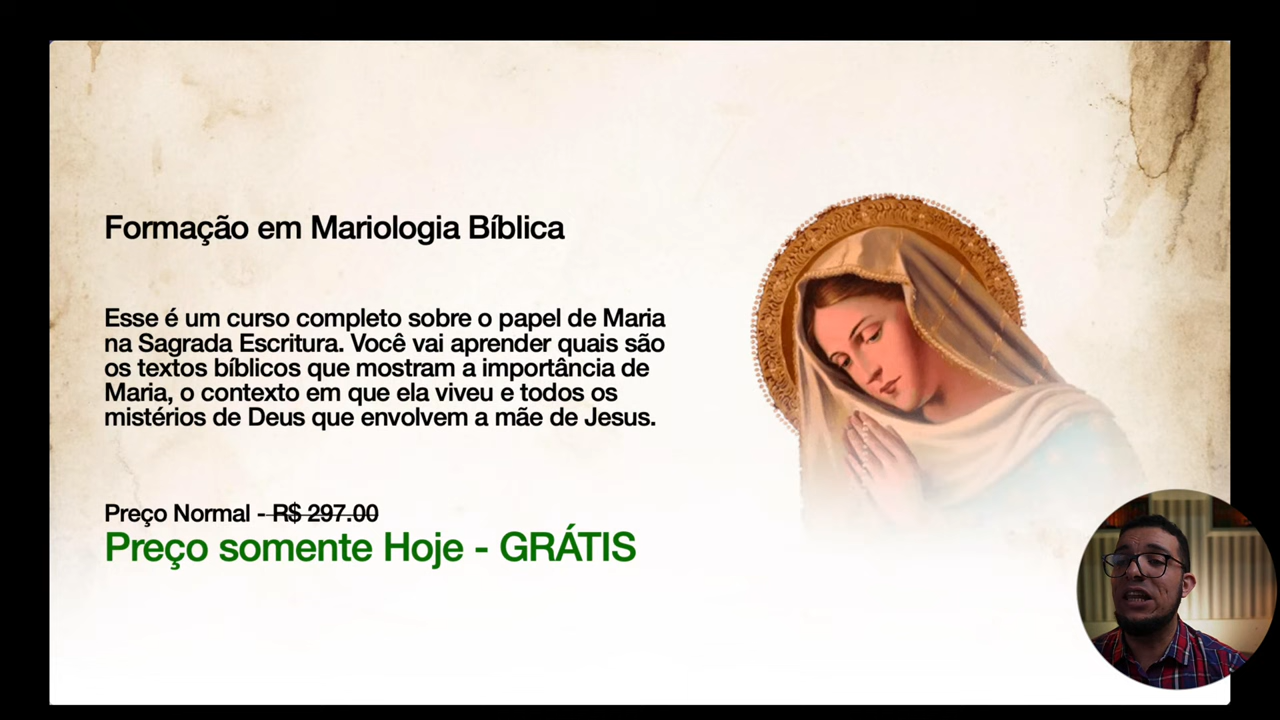 Formação em Mariologia Bíblica
Esse é um curso completo sobre o papel de Maria
na Sagrada Escritura. Você vai aprender quais são
os textos bíblicos que mostram a importância de
Maria, o contexto em que ela viveu e todos os
mistérios de Deus que envolvem a mãe de Jesus.
Preço Normal - R$ 297.00
Preço somente Hoje - GRÁTIS